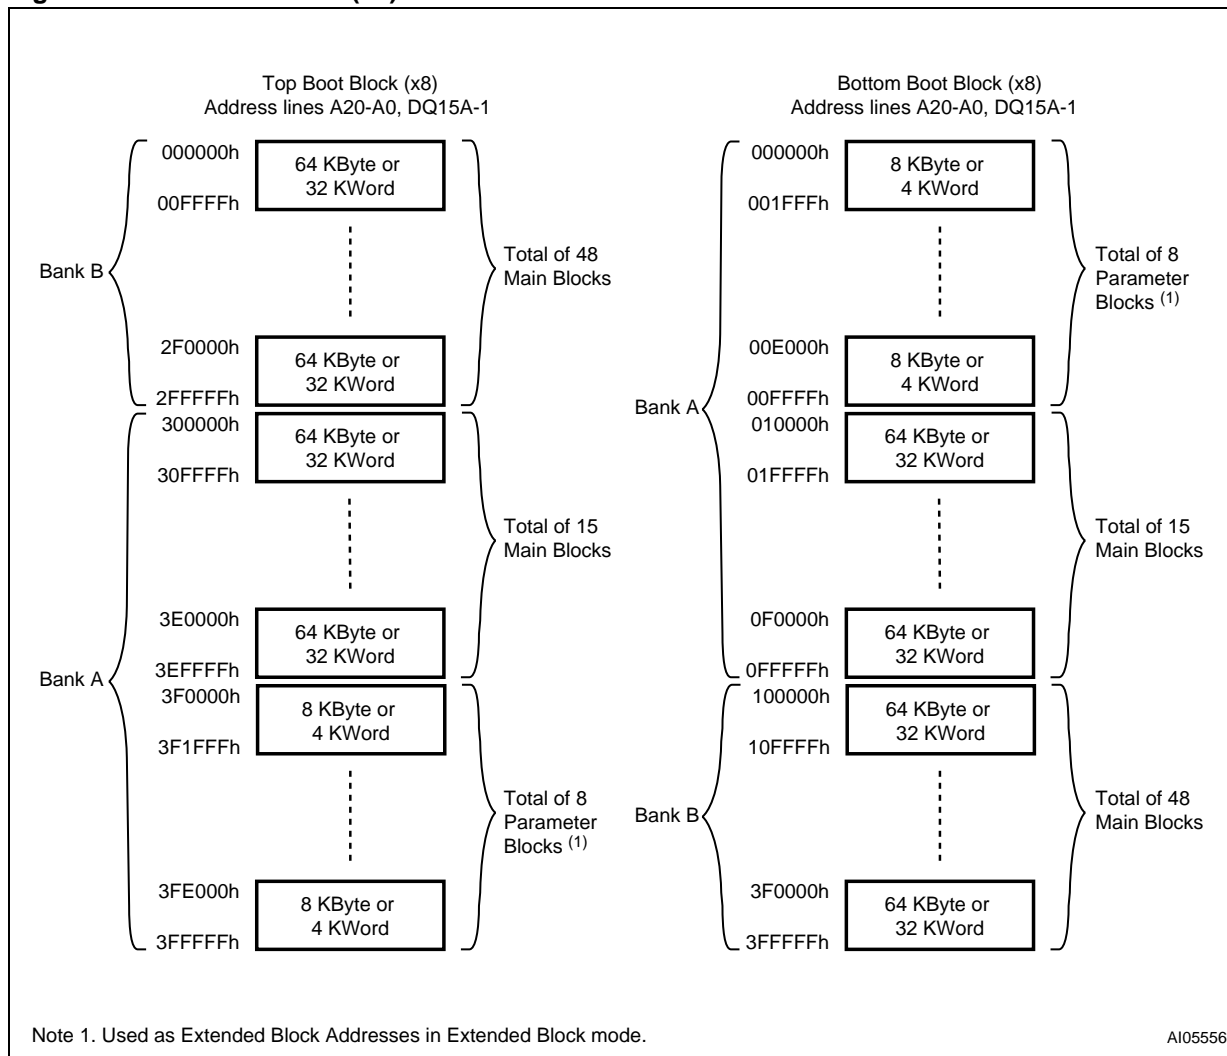 Top Boot Block (x8)
Address lines A20-A0, DQ15A-1
000000h
64 KByte or
32 KWord
00FFFFh
Total of 48
Main Blocks
Bank B
2F0000h
64 KByte or
32 KWord
2FFFFFh
300000h
64 KByte or
32 KWord
30FFFFh
Total of 15
Main Blocks
3E0000h
64 KByte or
32 KWord
3EFFFFh
Bank A
3F0000h
8 KByte or
4 KWord
3F1FFFh
Total of 8
Parameter
Blocks (1)
3FE000h
8 KByte or
4 KWord
3FFFFFh
Bottom Boot Block (x8)
Address lines A20-A0, DQ15A-1
000000h
8 KByte or
4 KWord
001FFFh
Total of 8
Parameter
Blocks (1)
00E000h
8 KByte or
4 KWord
00FFFFh
Bank A
010000h
64 KByte or
32 KWord
01FFFFh
Total of 15
Main Blocks
0F0000h
64 KByte or
32 KWord
0FFFFFh
100000h
64 KByte or
32 KWord
10FFFFh
Bank B
Total of 48
Main Blocks
3F0000h
64 KByte or
32 KWord
3FFFFFh
Note 1. Used as Extended Block Addresses in Extended Block mode.
AI05556